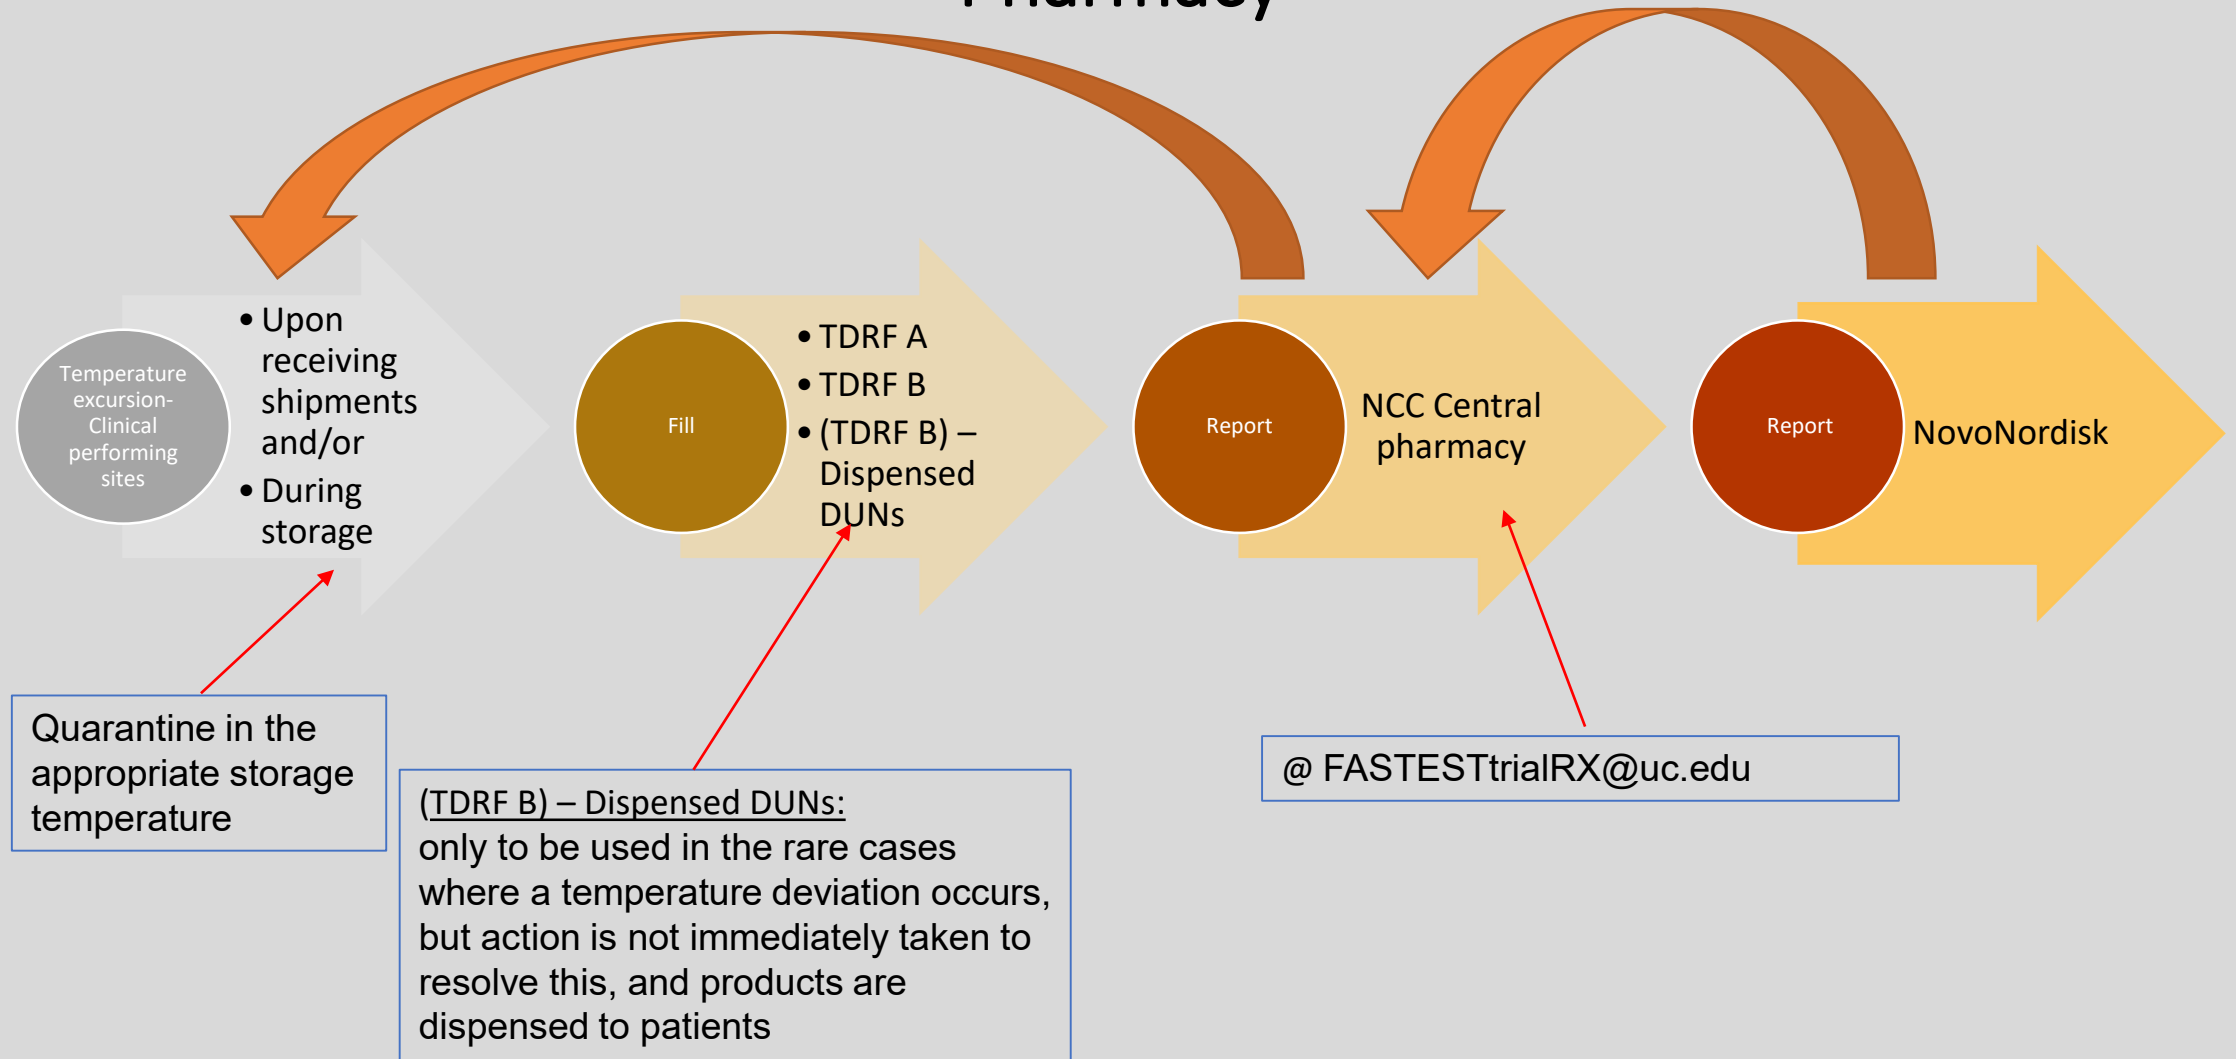 Pharmacy
Temperature
excursion-
Clinical
performing
sites
• Upon
receiving
shipments
and/or
• During
storage
Fill
• TDRF A
• TDRF B
• (TDRF B) –
Dispensed
DUNs
Report
NCC Central
pharmacy
Report
NovoNordisk
Quarantine in the
appropriate storage
temperature
(TDRF B) – Dispensed DUNs:
only to be used in the rare cases
where a temperature deviation occurs,
but action is not immediately taken to
resolve this, and products are
dispensed to patients
@ FASTESTtrialRX@uc.edu